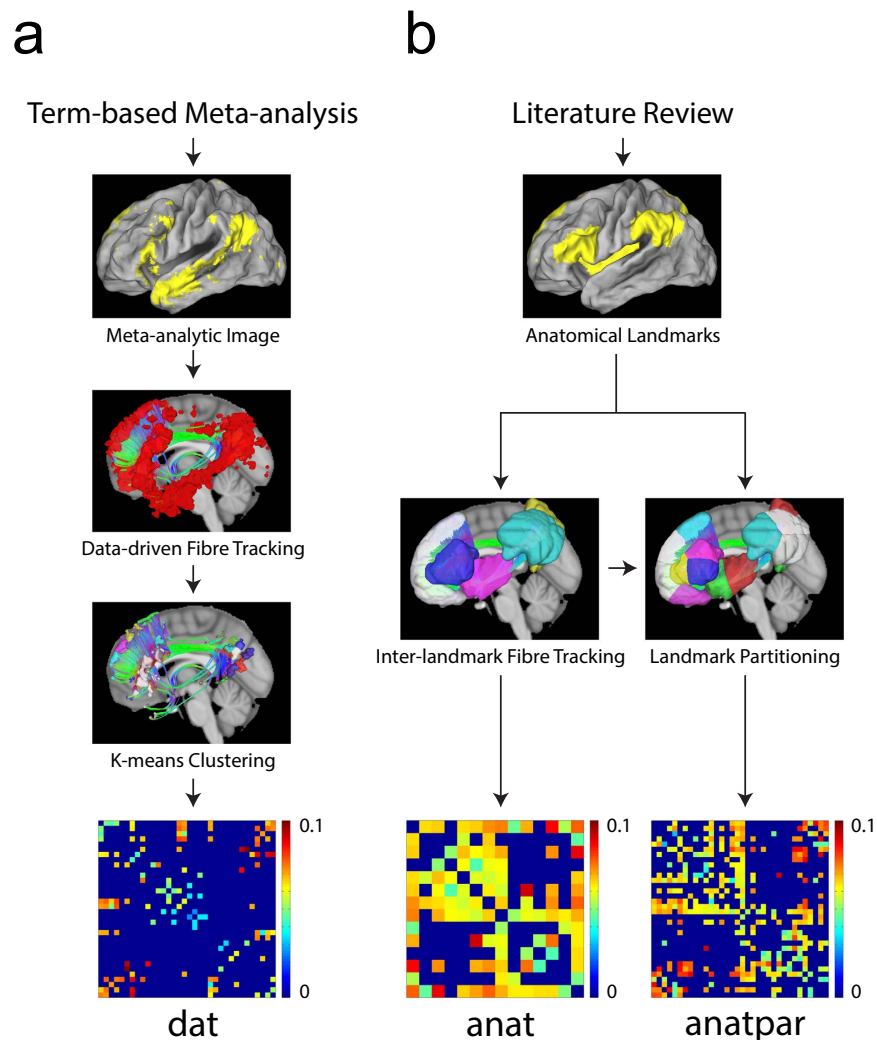 a
Term-based Meta-analysis
Meta-analytic Image
Data-driven Fibre Tracking
K-means Clustering
0.1
0
dat
b
Literature Review
Anatomical Landmarks
Inter-landmark Fibre Tracking
Landmark Partitioning
0.1
0
anat
0.1
0
anatpar